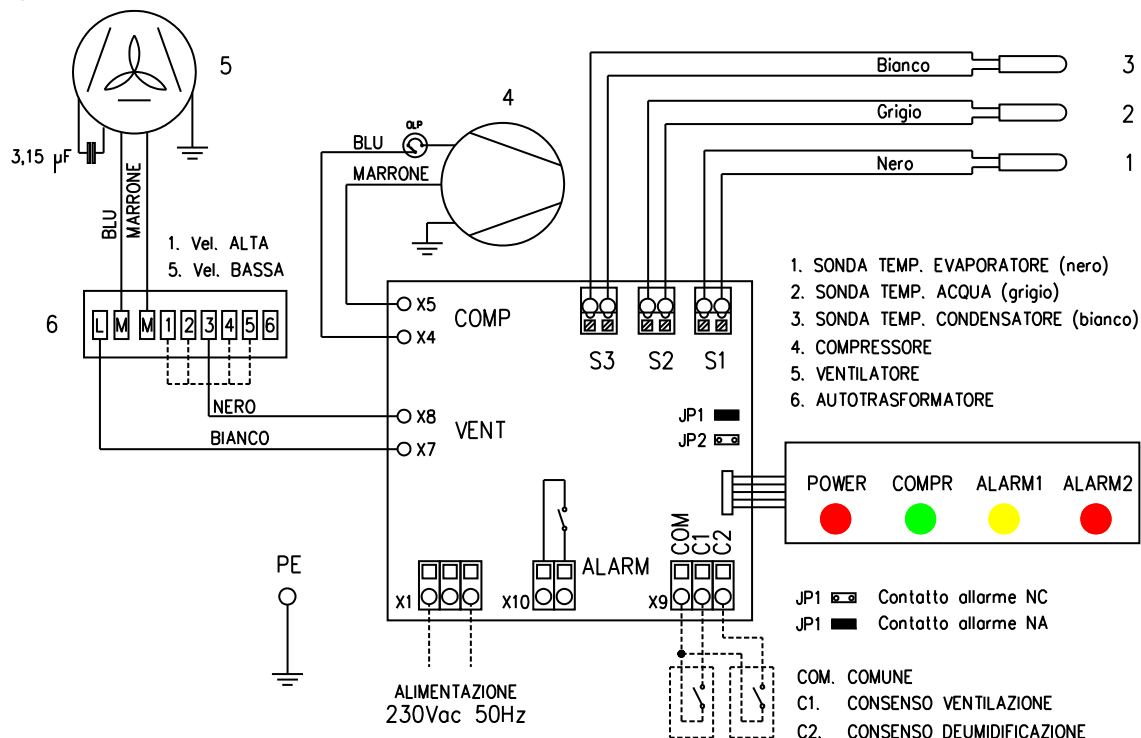 5
3,15 µF
BLU
MARRONE
1. Vel. ALTA
5. Vel. BASSA
6
L M M 1 2 3 4 5 6
NERO
BIANCO
4
OLP
BLU
MARRONE
Bianco
3
Grigio
2
Nero
1
X5
COMP
X4
S3 S2 S1
X8
VENT
X7
JP1
JP2
1. SONDA TEMP. EVAPORATORE (nero)
2. SONDA TEMP. ACQUA (grigio)
3. SONDA TEMP. CONDENSATORE (bianco)
4. COMPRESSORE
5. VENTILATORE
6. AUTOTRASFORMATORE
POWER COMPR ALARM1 ALARM2
PE
X1
X10
ALARM
COM
C1
C2
X9
ALIMENTAZIONE
230Vac 50Hz
JP1 Contatto allarme NC
JP1 Contatto allarme NA
COM. COMUNE
C1. CONSENSO VENTILAZIONE
C2. CONSENSO DEUMIDIFICAZIONE